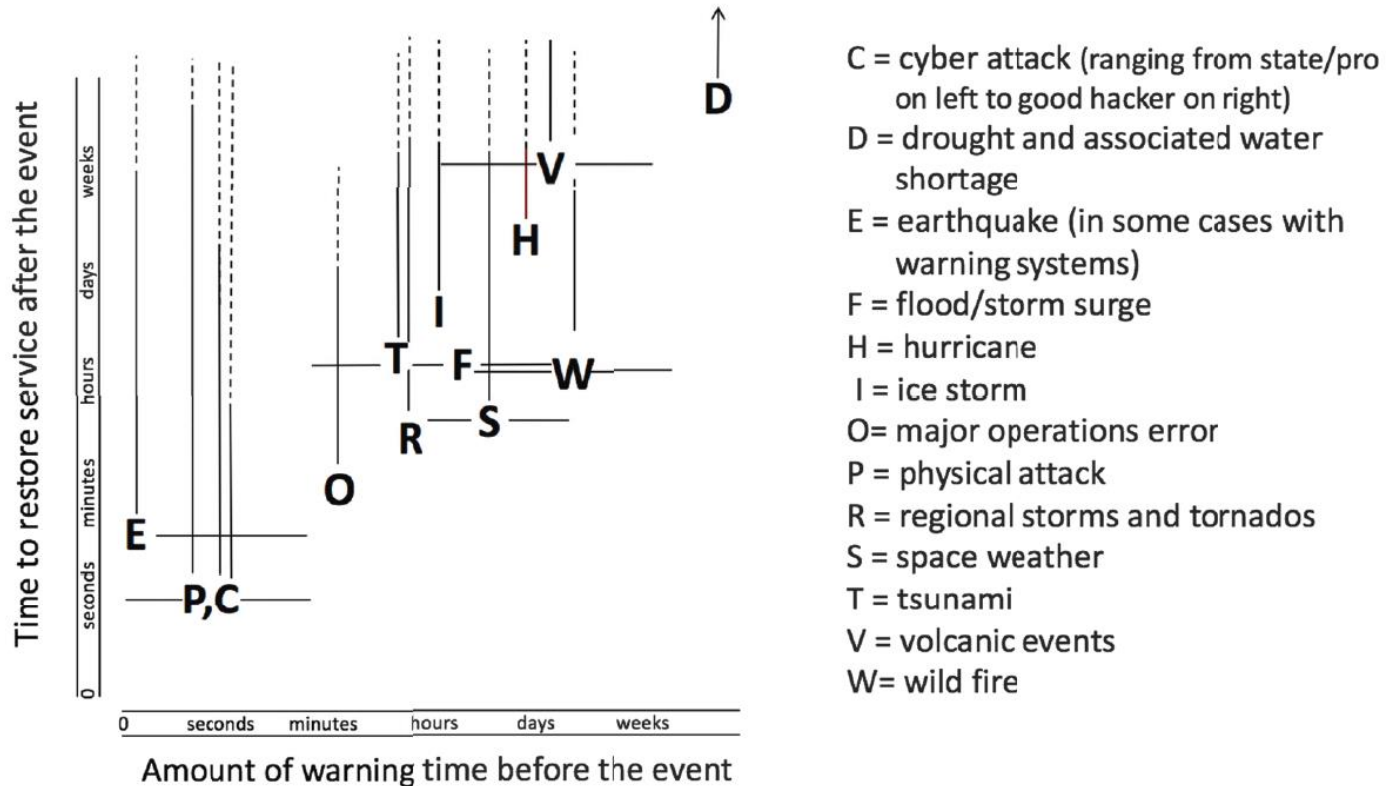 Time to restore service after the event
weeks
days
hours
minutes
seconds
0
E
P,C
O
T
R
I
F
S
H
V
W
D
0 seconds minutes hours days weeks
Amount of warning time before the event
C = cyber attack (ranging from state/pro
on left to good hacker on right)
D = drought and associated water
shortage
E = earthquake (in some cases with
warning systems)
F = flood/storm surge
H = hurricane
I = ice storm
O= major operations error
P = physical attack
R = regional storms and tornados
S = space weather
T = tsunami
V = volcanic events
W= wild fire